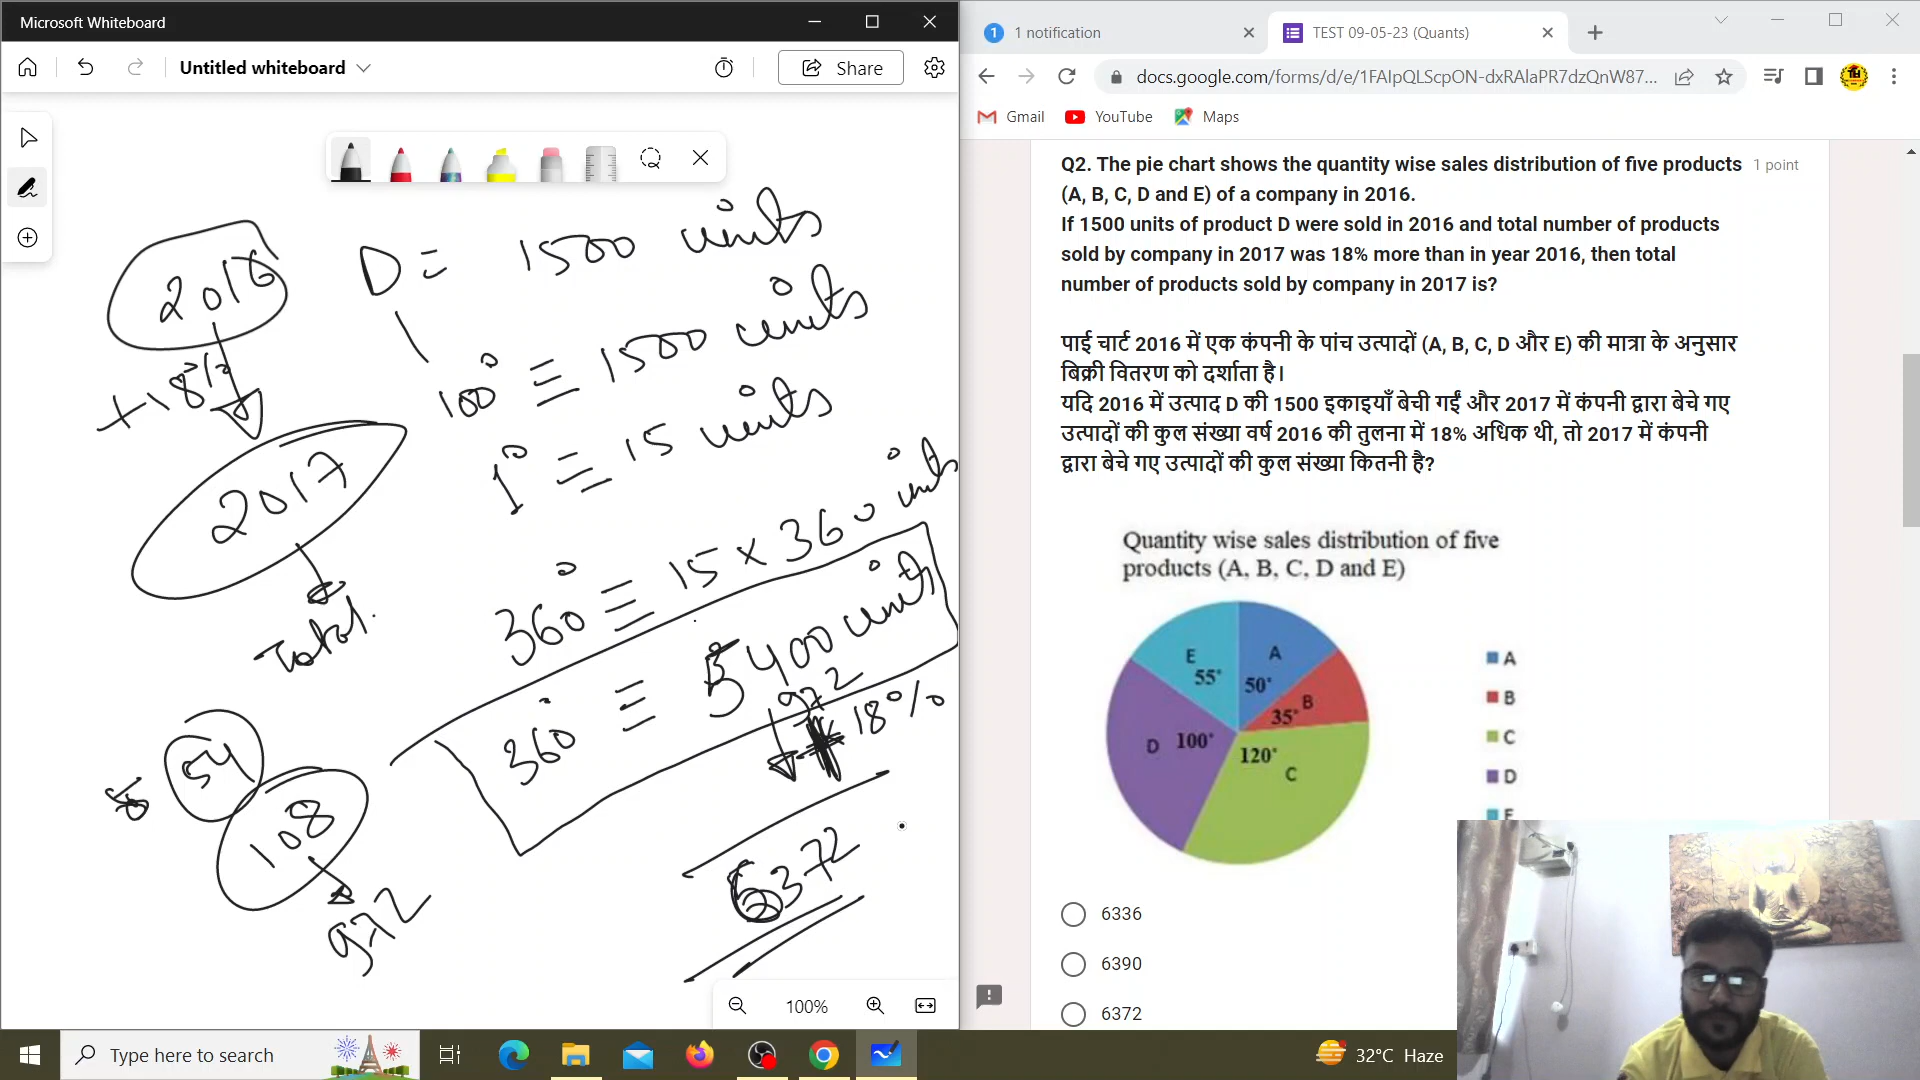 Microsoft Whiteboard
Untitled whiteboard
Share
2016
D = 1500 units
+18%
100° ≡ 1500 units
1° ≡ 15 units
2017
360° ≡ 15 × 360 units
Total
360° ≡ 5400 units
972
18%
54
108
972
6372
100%
1 notification
TEST 09-05-23 (Quants)
docs.google.com/forms/d/e/1FAIpQLScpON-dxRAlaPR7dzQnW87...
Gmail
YouTube
Maps
Q2. The pie chart shows the quantity wise sales distribution of five products
1 point
(A, B, C, D and E) of a company in 2016.
If 1500 units of product D were sold in 2016 and total number of products
sold by company in 2017 was 18% more than in year 2016, then total
number of products sold by company in 2017 is?
पाई चार्ट 2016 में एक कंपनी के पांच उत्पादों (A, B, C, D और E) की मात्रा के अनुसार
बिक्री वितरण को दर्शाता है।
यदि 2016 में उत्पाद D की 1500 इकाइयाँ बेची गईं और 2017 में कंपनी द्वारा बेचे गए
उत्पादों की कुल संख्या वर्ष 2016 की तुलना में 18% अधिक थी, तो 2017 में कंपनी
द्वारा बेचे गए उत्पादों की कुल संख्या कितनी है?
Quantity wise sales distribution of five
products (A, B, C, D and E)
E
55°
A
50°
B
35°
D 100°
120°
C
A
B
C
D
E
6336
6390
6372
Type here to search
32°C Haze